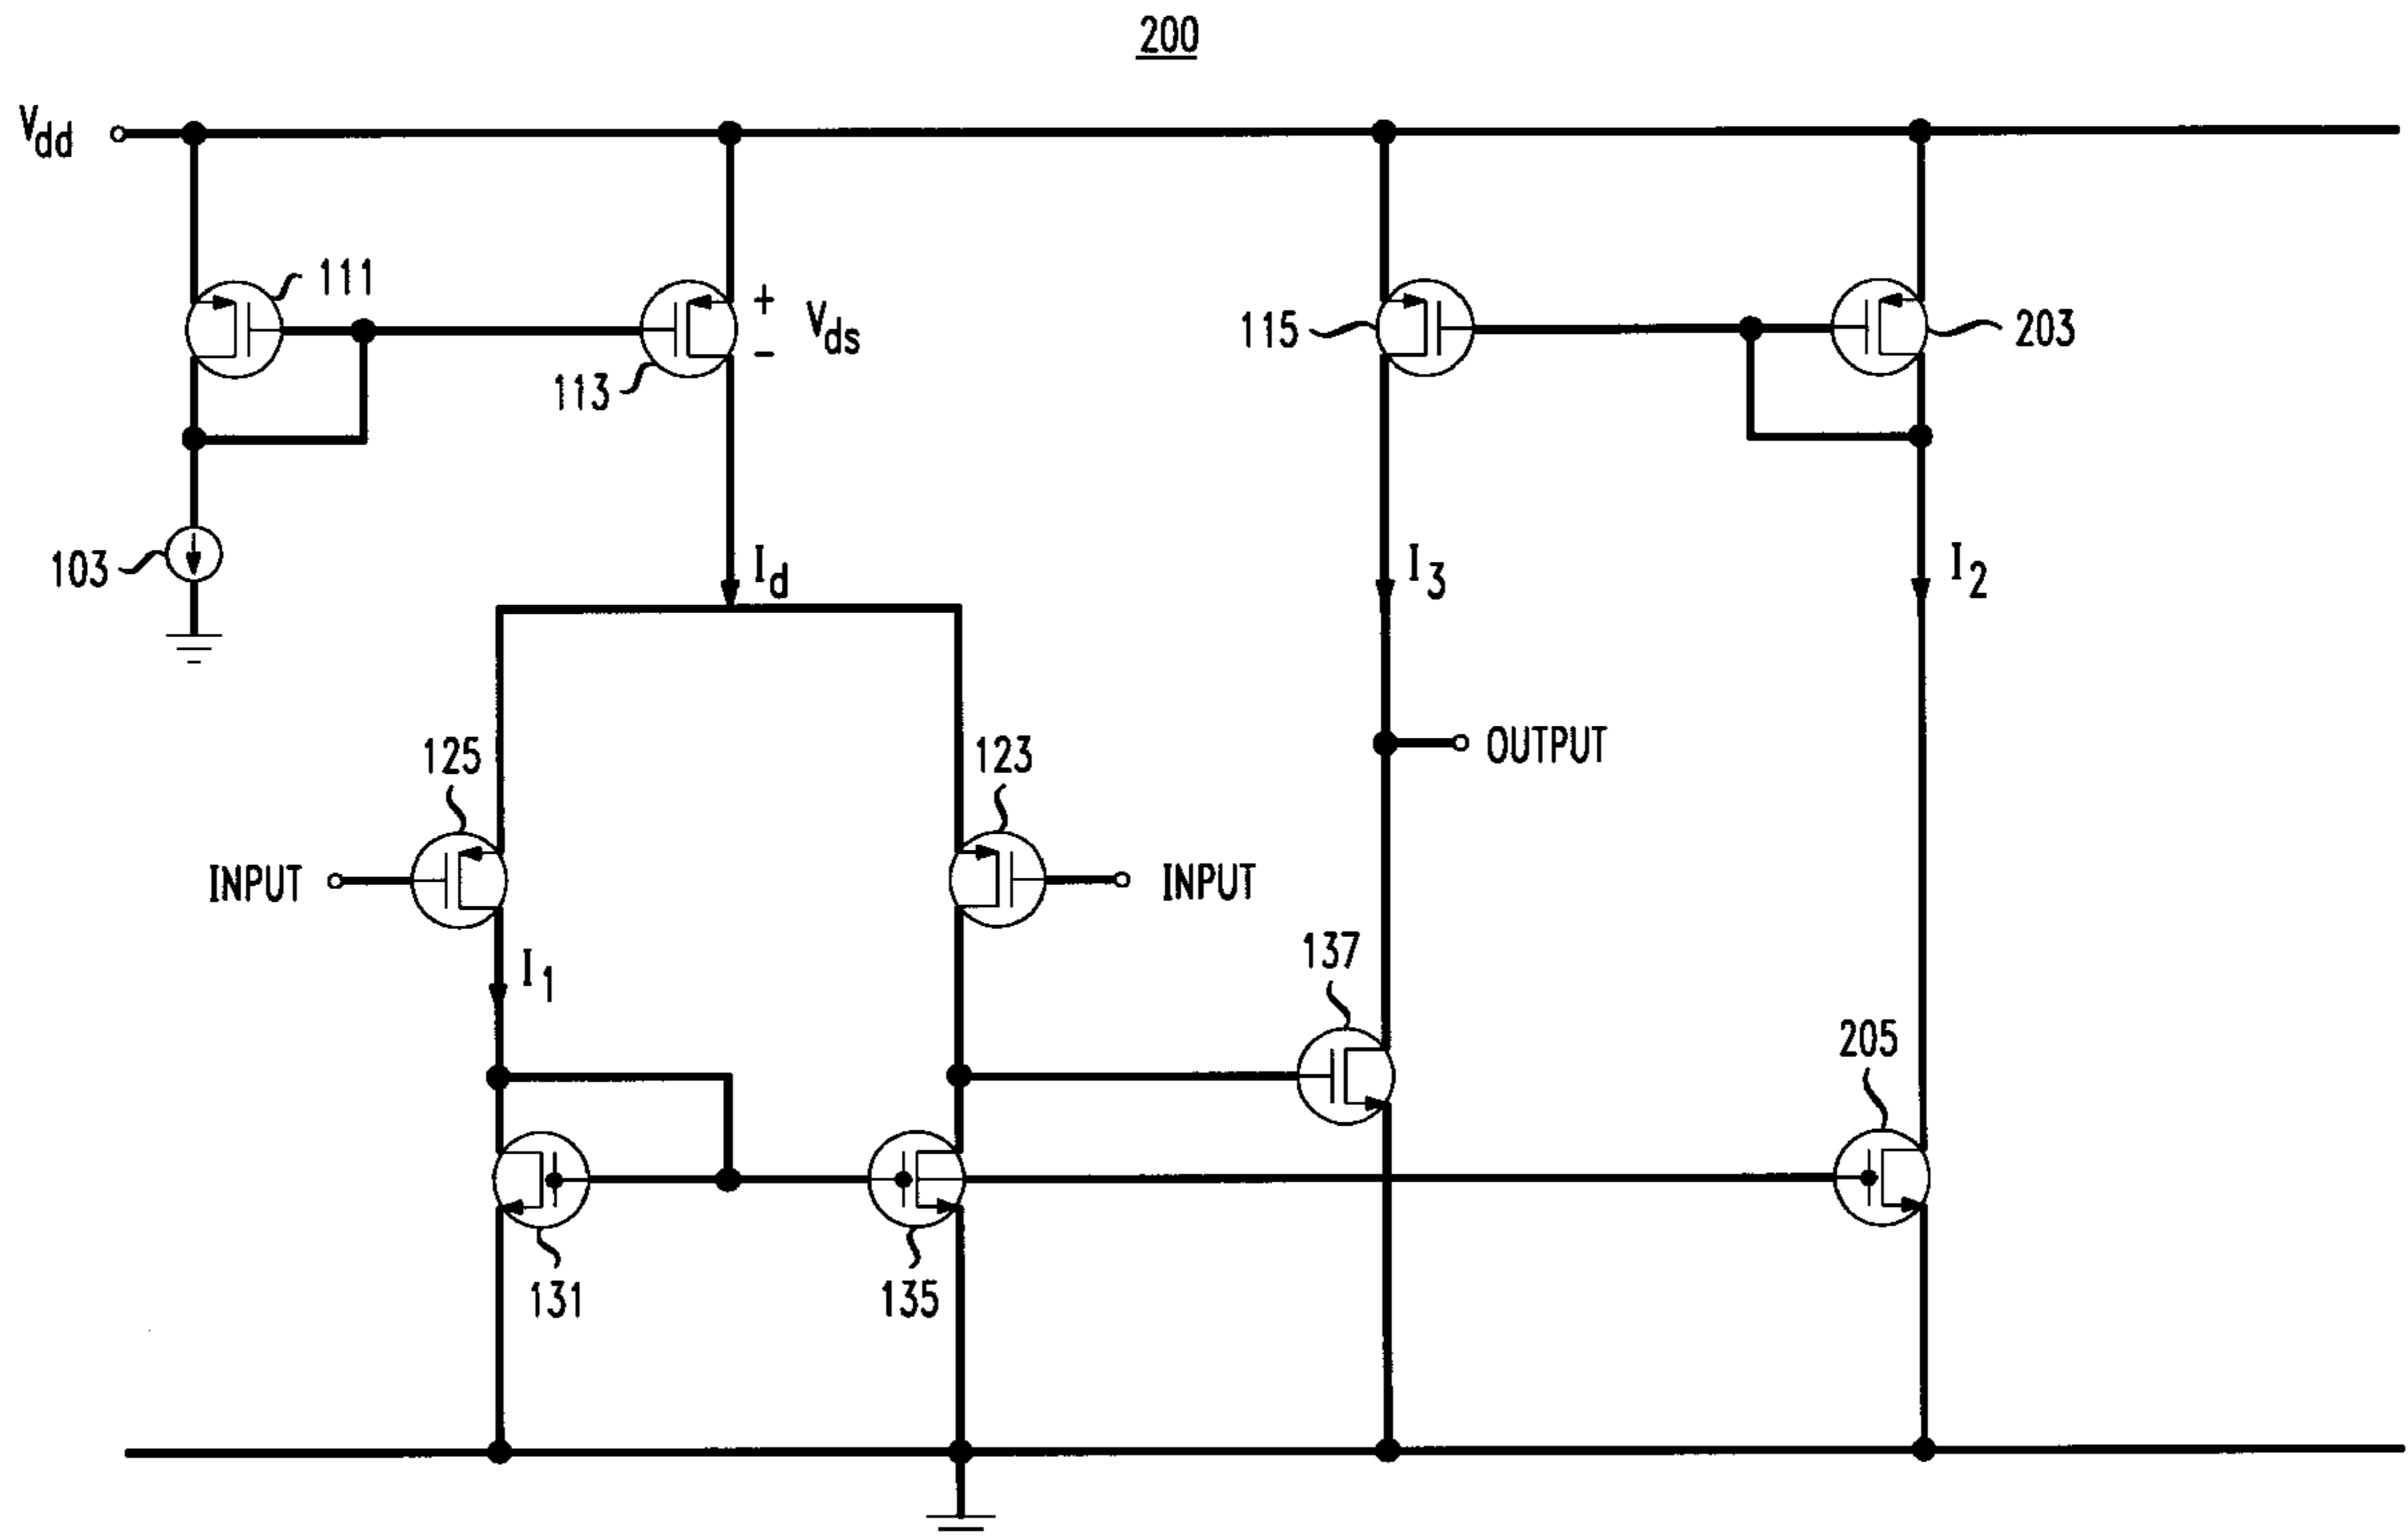 200
Vdd
111
+
Vds
-
113
115
203
103
Id
I3
I2
125
123
OUTPUT
INPUT
INPUT
137
I1
205
131
135